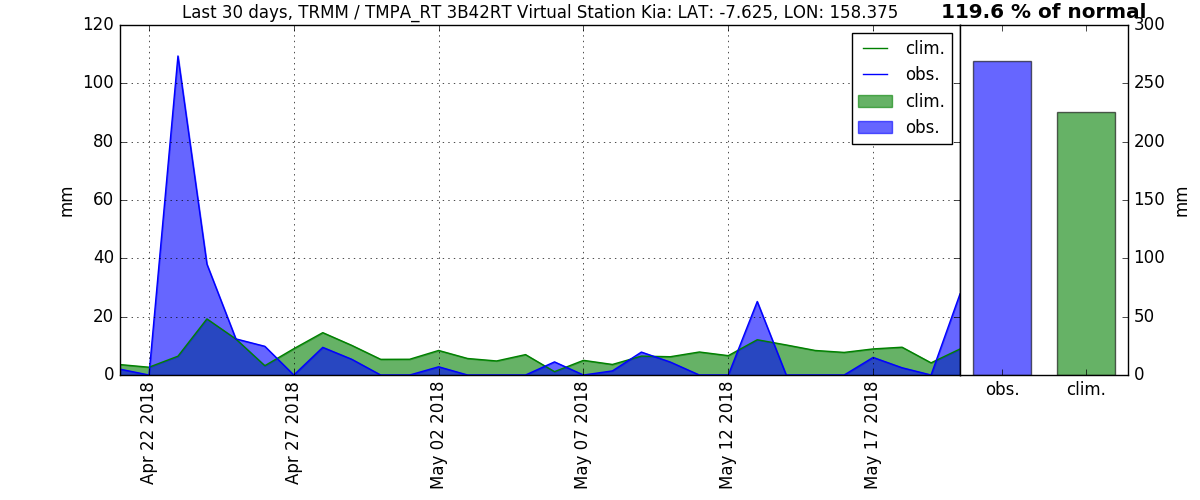 Last 30 days, TRMM / TMPA_RT 3B42RT Virtual Station Kia: LAT: -7.625, LON: 158.375
119.6 % of normal
120
100
80
60
40
20
0
mm
clim.
obs.
clim.
obs.
300
250
200
150
100
50
0
mm
Apr 22 2018
Apr 27 2018
May 02 2018
May 07 2018
May 12 2018
May 17 2018
obs.
clim.